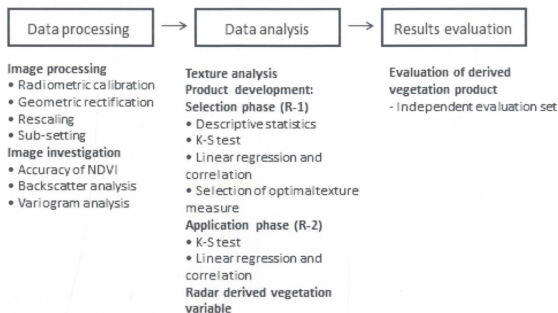 Data processing
Data analysis
Results evaluation
Image processing
• Radiometric calibration
• Geometric rectification
• Rescaling
• Sub-setting
Image investigation
• Accuracy of NDVI
• Backscatter analysis
• Variogram analysis
Texture analysis
Product development:
Selection phase (R-1)
• Descriptive statistics
• K-S test
• Linear regression and
correlation
• Selection of optimal texture
measure
Application phase (R-2)
• K-S test
• Linear regression and
correlation
Radar derived vegetation
variable
Evaluation of derived
vegetation product
- Independent evaluation set